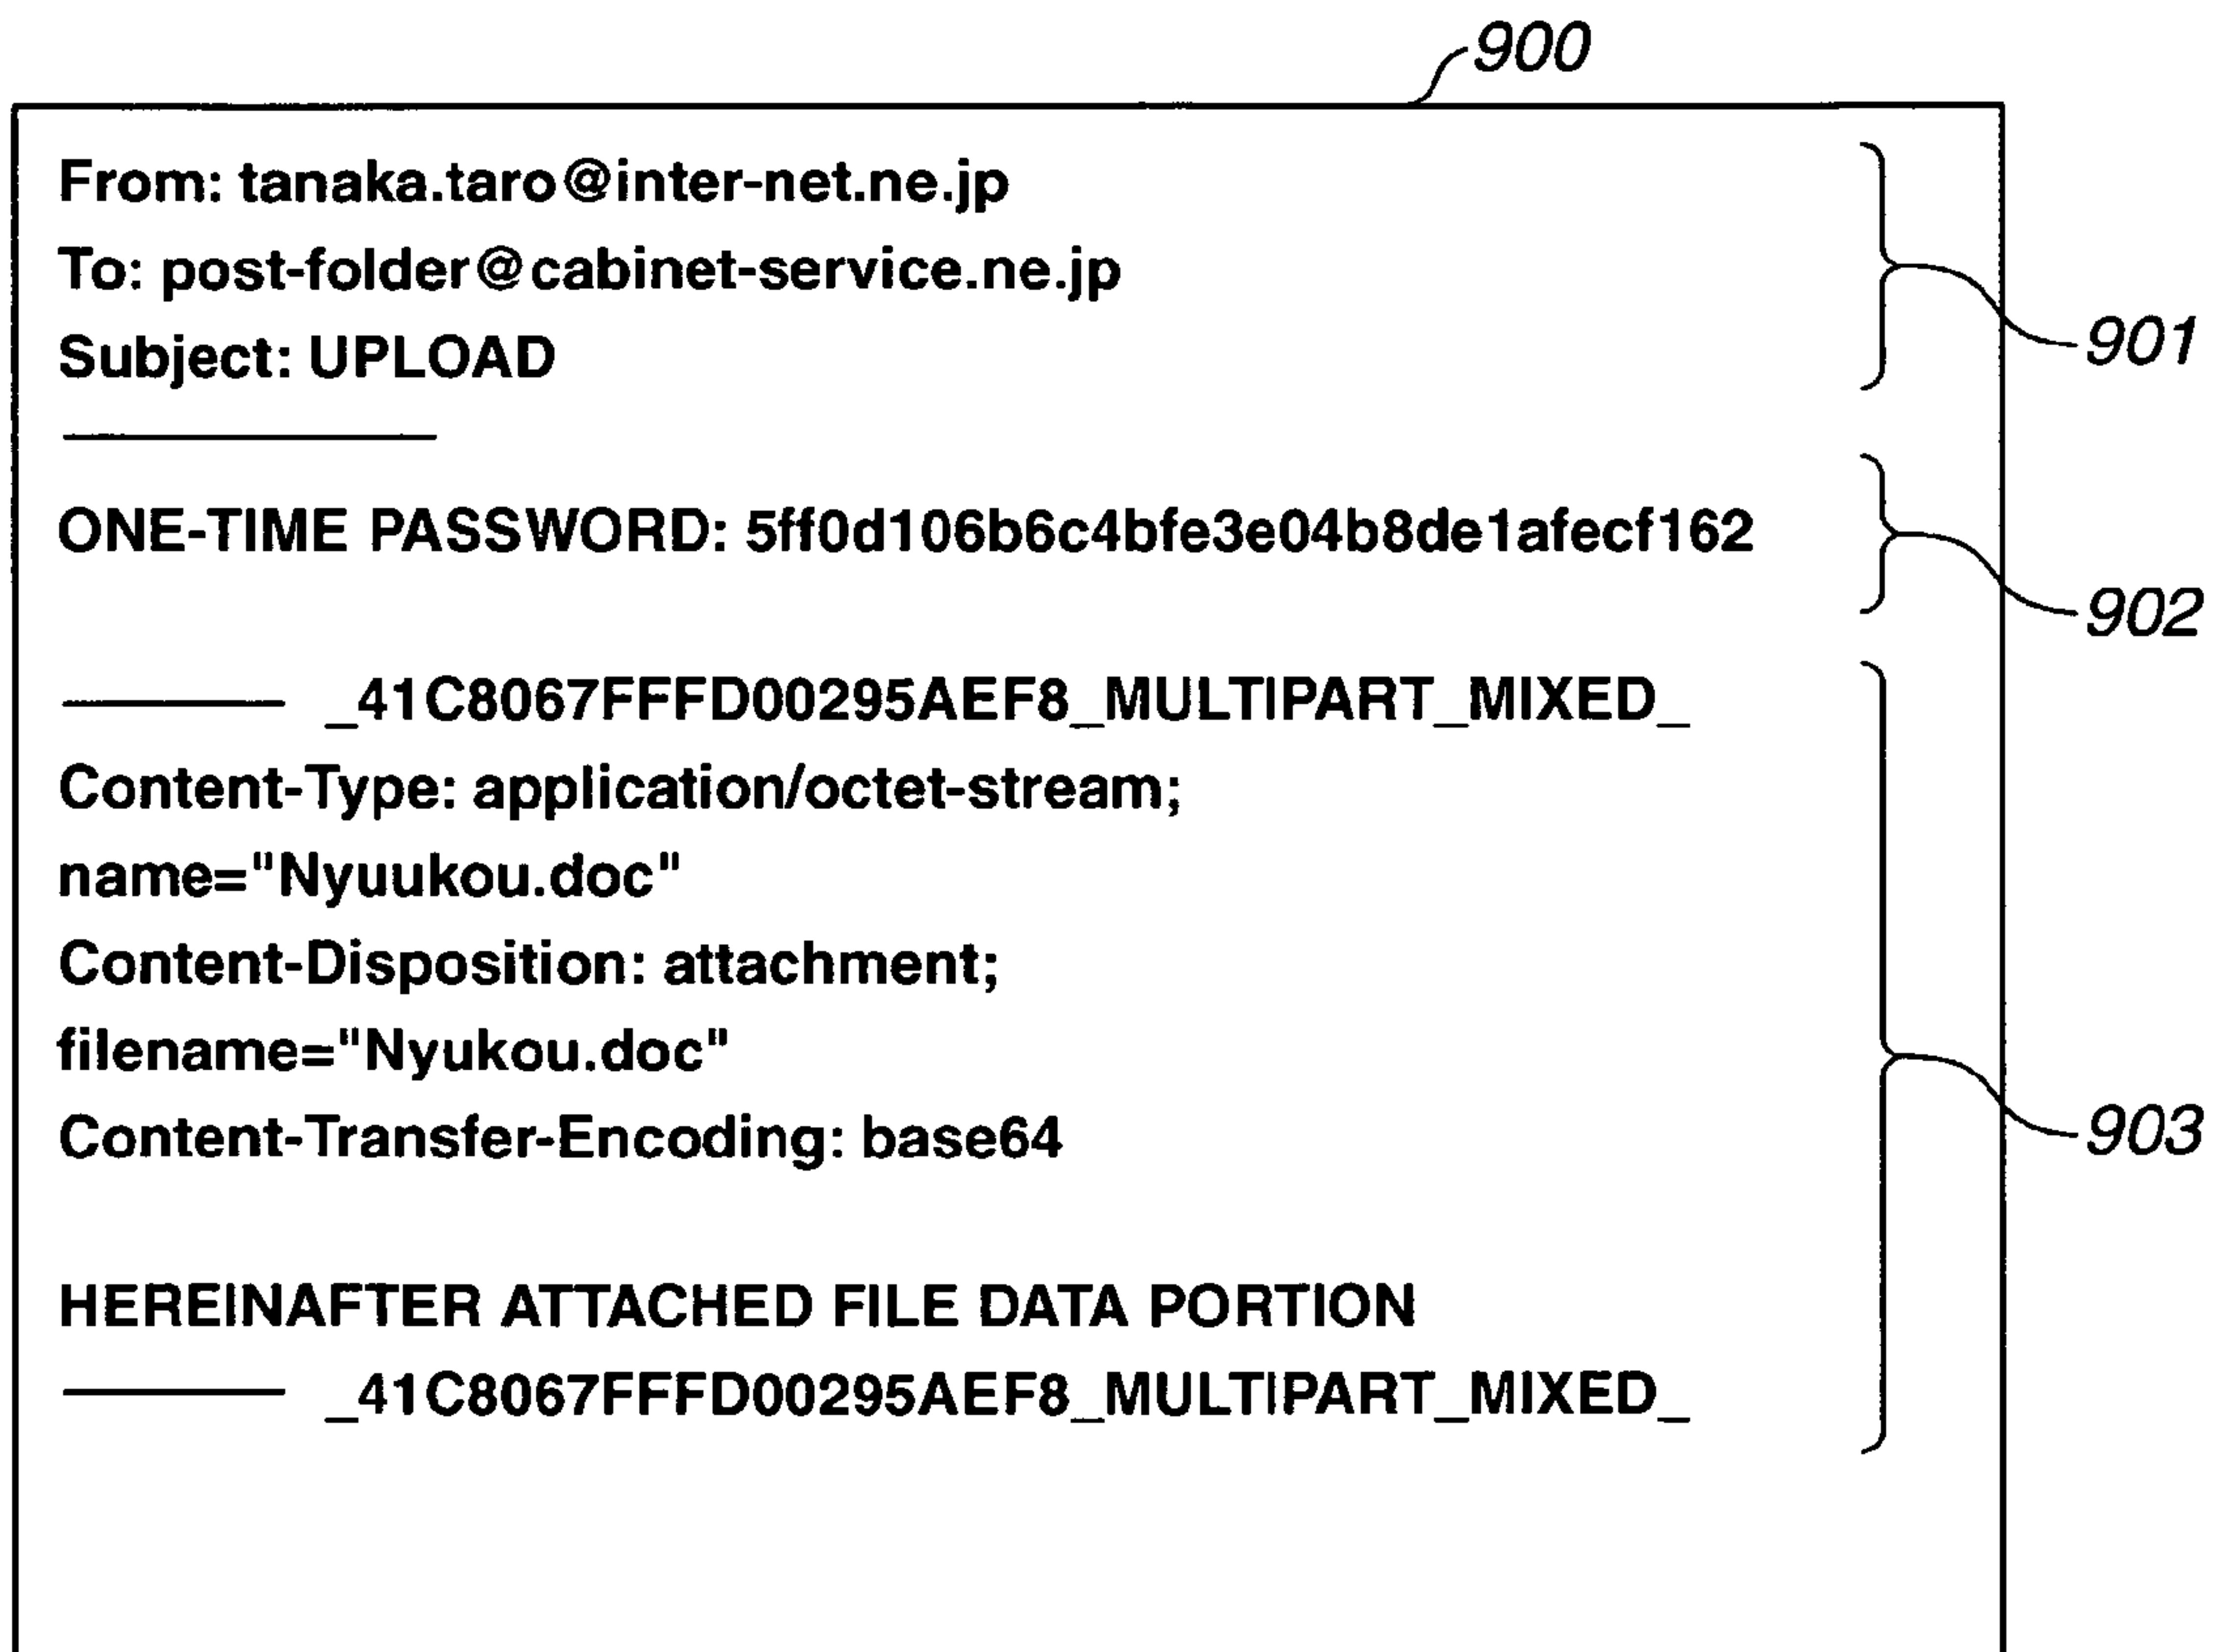 900
From: tanaka.taro@inter-net.ne.jp
To: post-folder@cabinet-service.ne.jp
Subject: UPLOAD
901
ONE-TIME PASSWORD: 5ff0d106b6c4bfe3e04b8de1afecf162
902
_41C8067FFFD00295AEF8_MULTIPART_MIXED_
Content-Type: application/octet-stream;
name="Nyuukou.doc"
Content-Disposition: attachment;
filename="Nyukou.doc"
Content-Transfer-Encoding: base64
903
HEREINAFTER ATTACHED FILE DATA PORTION
_41C8067FFFD00295AEF8_MULTIPART_MIXED_